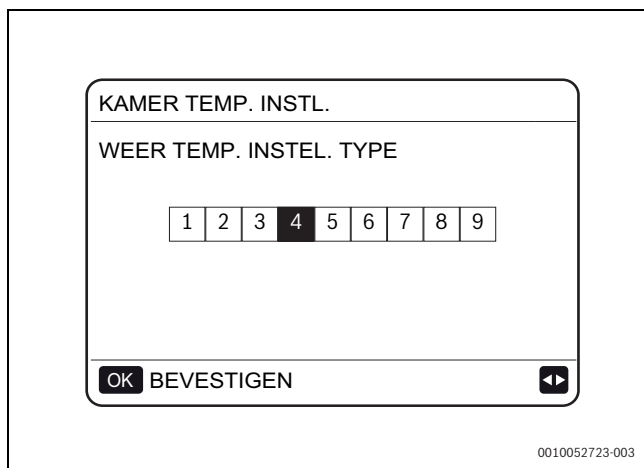 KAMER TEMP. INSTL.
WEER TEMP. INSTEL. TYPE
1 2 3 4 5 6 7 8 9
OK BEVESTIGEN
0010052723-003